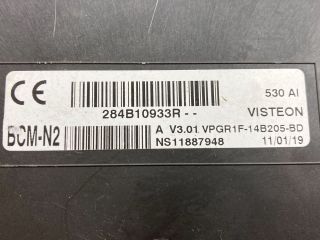 CE 530 AI
284B10933R - - VISTEON
BCM-N2 A V3.01 VPGR1F-14B205-BD
NS11887948 11/01/19